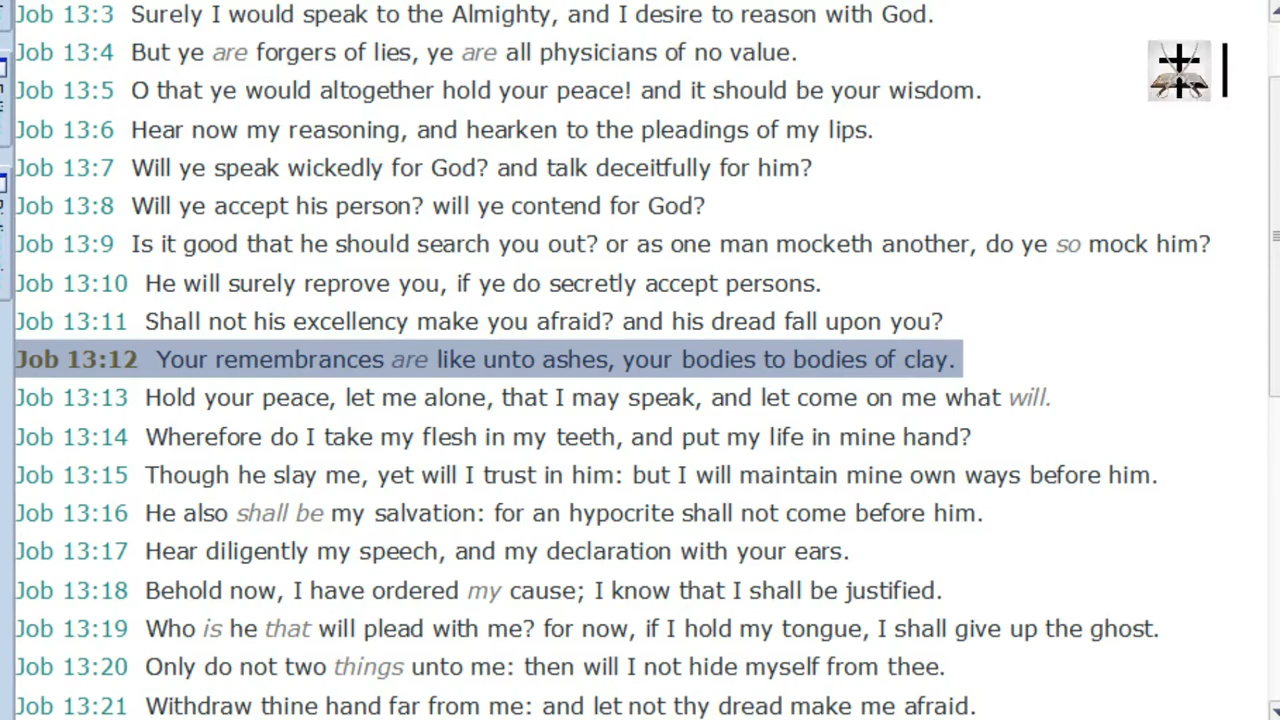 Job 13:3 Surely I would speak to the Almighty, and I desire to reason with God.
Job 13:4 But ye are forgers of lies, ye are all physicians of no value.
Job 13:5 O that ye would altogether hold your peace! and it should be your wisdom.
Job 13:6 Hear now my reasoning, and hearken to the pleadings of my lips.
Job 13:7 Will ye speak wickedly for God? and talk deceitfully for him?
Job 13:8 Will ye accept his person? will ye contend for God?
Job 13:9 Is it good that he should search you out? or as one man mocketh another, do ye so mock him?
Job 13:10 He will surely reprove you, if ye do secretly accept persons.
Job 13:11 Shall not his excellency make you afraid? and his dread fall upon you?
Job 13:12 Your remembrances are like unto ashes, your bodies to bodies of clay.
Job 13:13 Hold your peace, let me alone, that I may speak, and let come on me what will.
Job 13:14 Wherefore do I take my flesh in my teeth, and put my life in mine hand?
Job 13:15 Though he slay me, yet will I trust in him: but I will maintain mine own ways before him.
Job 13:16 He also shall be my salvation: for an hypocrite shall not come before him.
Job 13:17 Hear diligently my speech, and my declaration with your ears.
Job 13:18 Behold now, I have ordered my cause; I know that I shall be justified.
Job 13:19 Who is he that will plead with me? for now, if I hold my tongue, I shall give up the ghost.
Job 13:20 Only do not two things unto me: then will I not hide myself from thee.
Job 13:21 Withdraw thine hand far from me: and let not thy dread make me afraid.